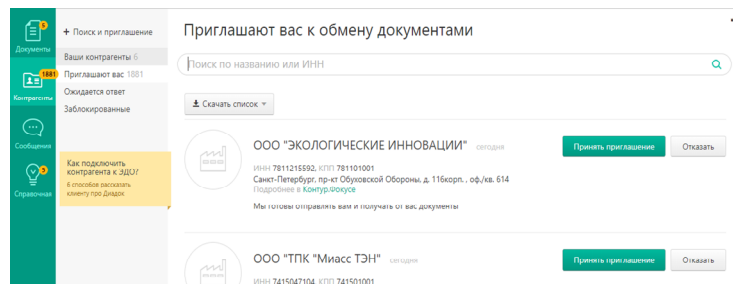 5
Документы
1881
Контрагенты
Сообщения
3
Справочная
+ Поиск и приглашение
Ваши контрагенты 6
Приглашают вас 1881
Ожидается ответ
Заблокированные
Как подключить
контрагента к ЭДО?
6 способов рассказать
клиенту про Диадок
Приглашают вас к обмену документами
Поиск по названию или ИНН
Скачать список
ООО "ЭКОЛОГИЧЕСКИЕ ИННОВАЦИИ" сегодня
Принять приглашение
Отказать
ИНН 7811215592, КПП 781101001
Санкт-Петербург, пр-кт Обуховской Обороны, д. 116корп. , оф./кв. 614
Подробнее в Контур.Фокусе
Мы готовы отправлять вам и получать от вас документы
ООО "ТПК "Миасс ТЭН" сегодня
Принять приглашение
Отказать
ИНН 7415047104, КПП 741501001